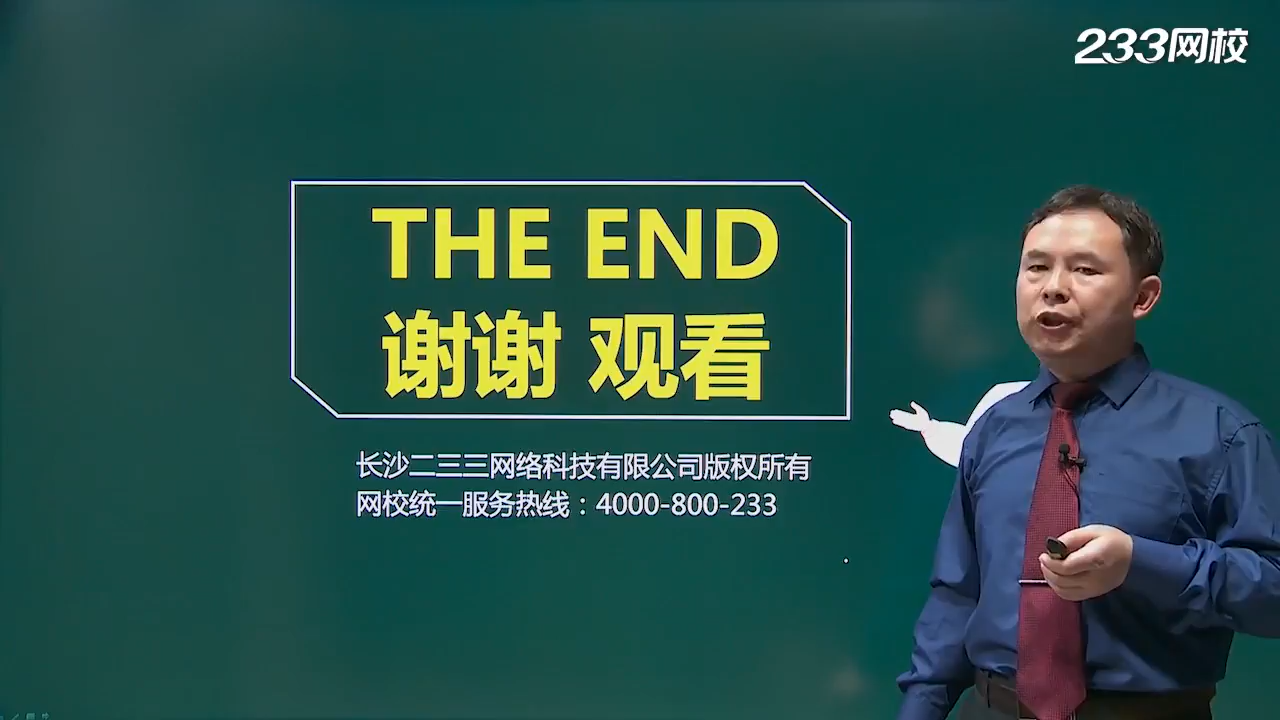 233网校
THE END
谢谢 观看
长沙二三三网络科技有限公司版权所有
网校统一服务热线：4000-800-233